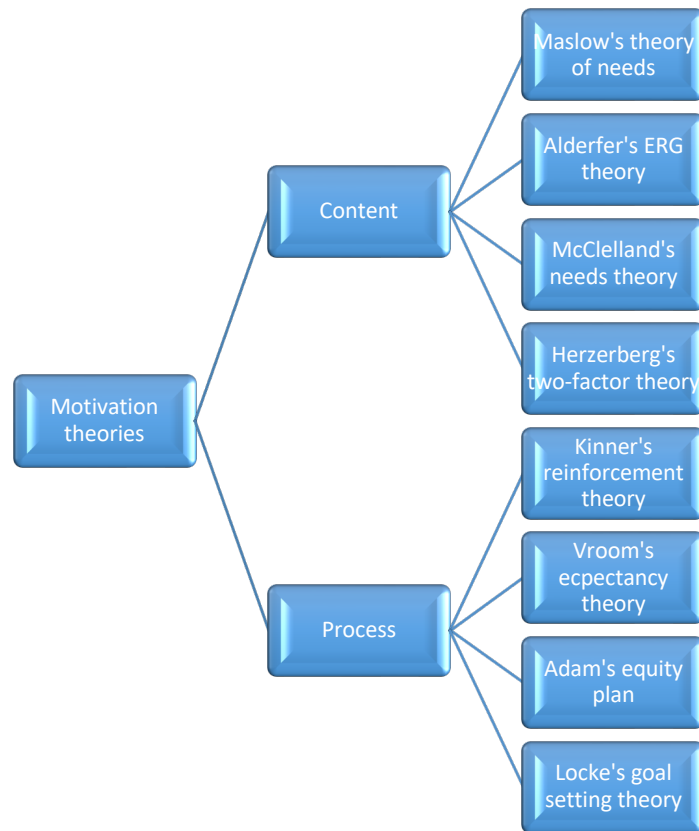 Motivation
theories
Content
Maslow's theory
of needs
Alderfer's ERG
theory
McClelland's
needs theory
Herzerberg's
two-factor theory
Process
Kinner's
reinforcement
theory
Vroom's
ecpectancy
theory
Adam's equity
plan
Locke's goal
setting theory